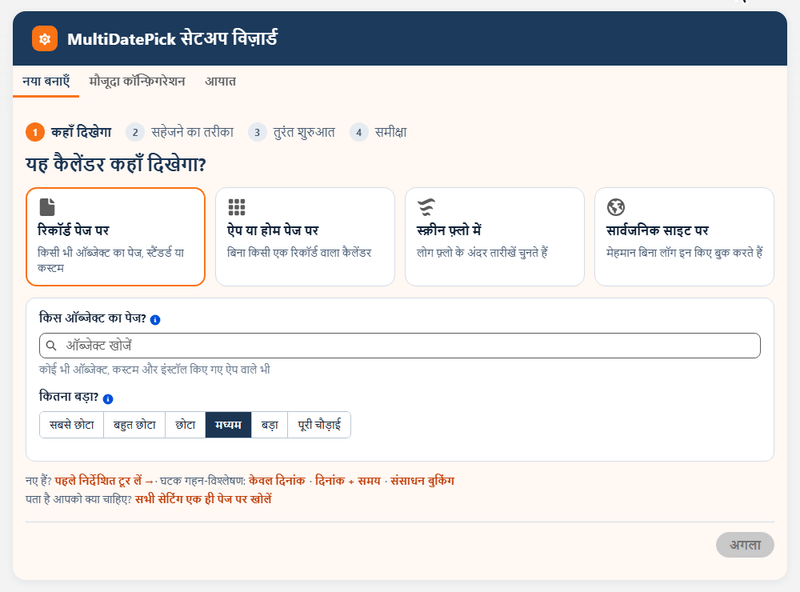 MultiDatePick सेटअप विज़ार्ड
नया बनाएँ मौजूदा कॉन्फ़िगरेशन आयात
1 कहाँ दिखेगा 2 सहेजने का तरीका 3 तुरंत शुरुआत 4 समीक्षा
यह कैलेंडर कहाँ दिखेगा?
रिकॉर्ड पेज पर
किसी भी ऑब्जेक्ट का पेज, स्टैंडर्ड या
कस्टम
ऐप या होम पेज पर
बिना किसी एक रिकॉर्ड वाला कैलेंडर
स्क्रीन फ़्लो में
लोग फ़्लो के अंदर तारीखें चुनते हैं
सार्वजनिक साइट पर
मेहमान बिना लॉग इन किए बुक करते हैं
किस ऑब्जेक्ट का पेज?
ऑब्जेक्ट खोजें
कोई भी ऑब्जेक्ट, कस्टम और इंस्टॉल किए गए ऐप वाले भी
कितना बड़ा?
सबसे छोटा बहुत छोटा छोटा मध्यम बड़ा पूरी चौड़ाई
नए हैं? पहले निर्देशित टूर लें → · घटक गहन-विश्लेषण: केवल दिनांक · दिनांक + समय · संसाधन बुकिंग
पता है आपको क्या चाहिए? सभी सेटिंग एक ही पेज पर खोलें
अगला